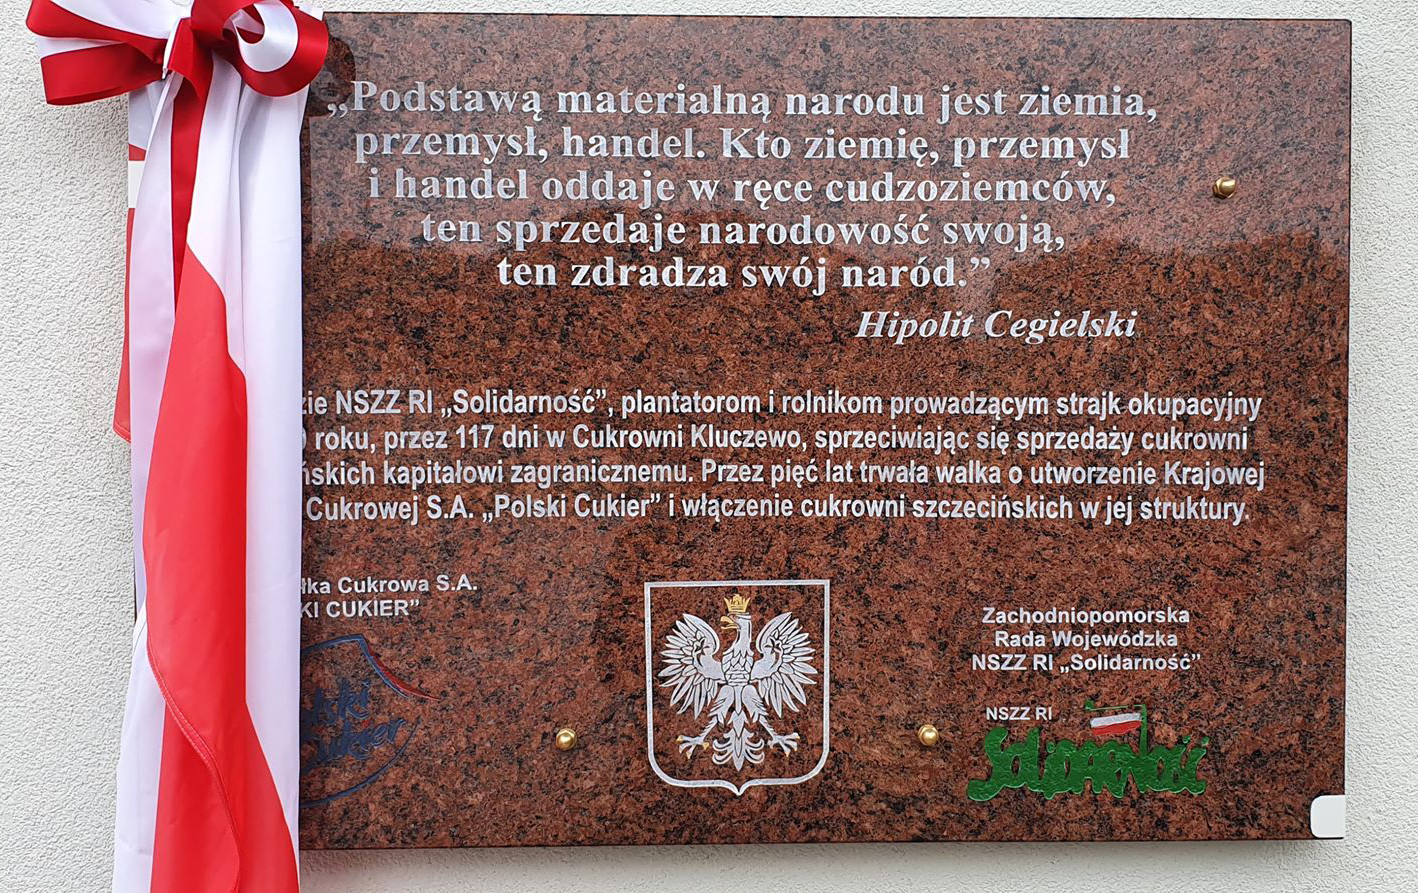 „Podstawą materialną narodu jest ziemia,
przemysł, handel. Kto ziemię, przemysł
i handel oddaje w ręce cudzoziemców,
ten sprzedaje narodowość swoją,
ten zdradza swój naród.”
Hipolit Cegielski
NSZZ RI „Solidarność”, plantatorom i rolnikom prowadzącym strajk okupacyjny
roku, przez 117 dni w Cukrowni Kluczewo, sprzeciwiając się sprzedaży cukrowni
kapitałowi zagranicznemu. Przez pięć lat trwała walka o utworzenie Krajowej
Cukrowej S.A. „Polski Cukier” i włączenie cukrowni szczecińskich w jej struktury.
Cukrowa S.A.
CUKIER”
Zachodniopomorska
Rada Wojewódzka
NSZZ RI „Solidarność”
NSZZ RI
Solidarność